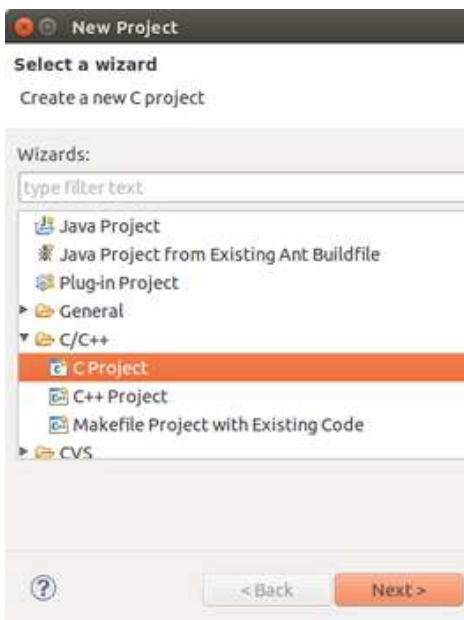 New Project
Select a wizard
Create a new C project
Wizards:
type filter text
Java Project
Java Project from Existing Ant Buildfile
Plug-in Project
General
C/C++
C Project
C++ Project
Makefile Project with Existing Code
CVS
?
< Back
Next >